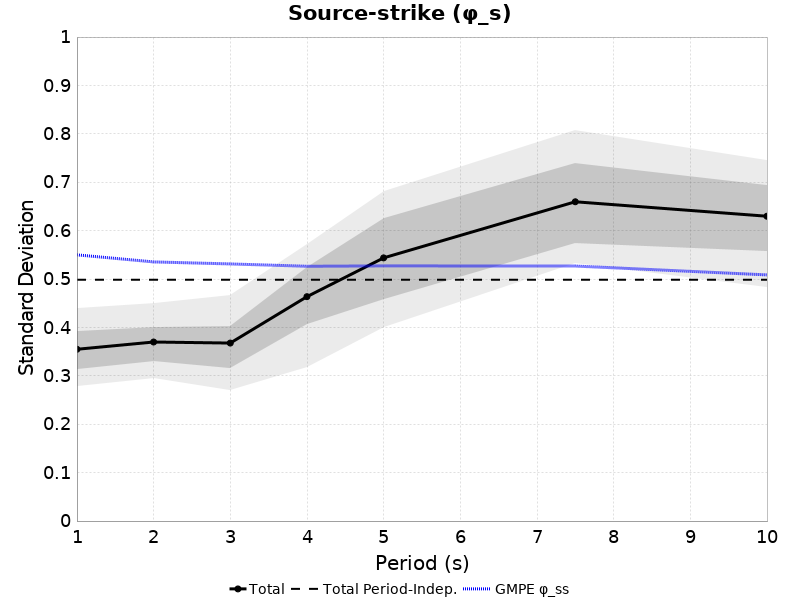 Source-strike (φ_s)
Standard Deviation
1
0.9
0.8
0.7
0.6
0.5
0.4
0.3
0.2
0.1
0
1 2 3 4 5 6 7 8 9 10
Period (s)
Total Total Period-Indep. GMPE φ_ss